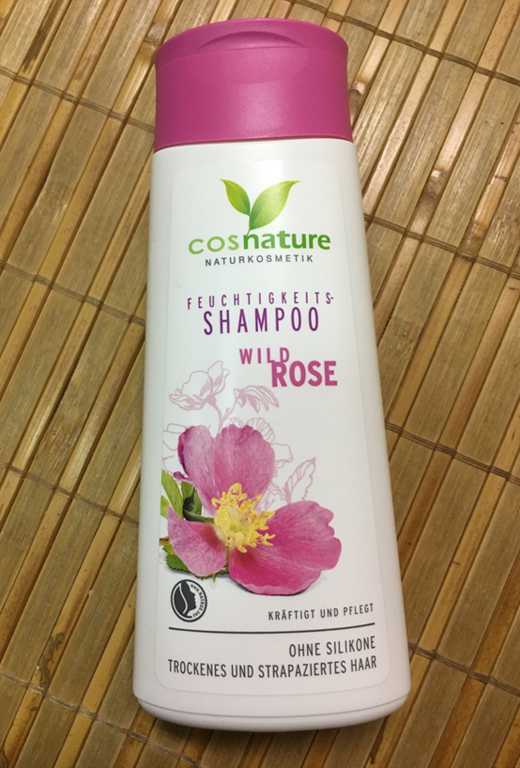 cosnature
NATURKOSMETIK
FEUCHTIGKEITS-
SHAMPOO
WILD
ROSE
KRÄFTIGT UND PFLEGT
OHNE SILIKONE
TROCKENES UND STRAPAZIERTES HAAR